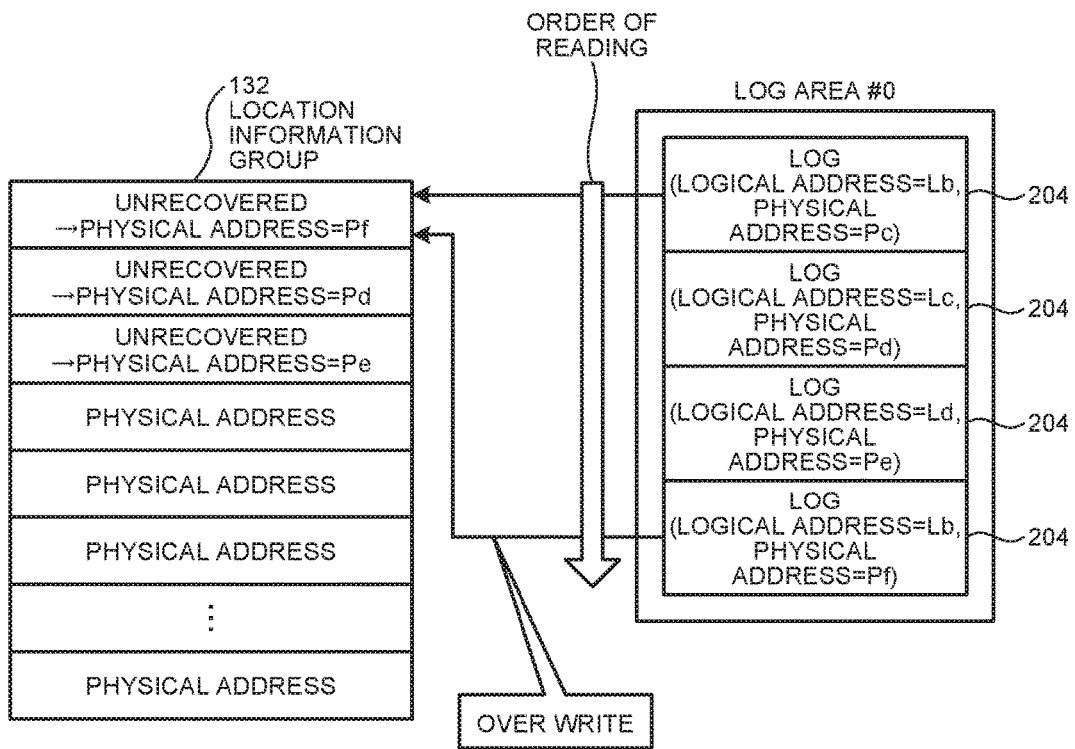 ORDER OF
READING
132
LOCATION
INFORMATION
GROUP
LOG AREA #0
UNRECOVERED
→PHYSICAL ADDRESS=Pf
UNRECOVERED
→PHYSICAL ADDRESS=Pd
UNRECOVERED
→PHYSICAL ADDRESS=Pe
PHYSICAL ADDRESS
PHYSICAL ADDRESS
PHYSICAL ADDRESS
⋮
PHYSICAL ADDRESS
LOG
(LOGICAL ADDRESS=Lb,
PHYSICAL
ADDRESS=Pc)
204
LOG
(LOGICAL ADDRESS=Lc,
PHYSICAL
ADDRESS=Pd)
204
LOG
(LOGICAL ADDRESS=Ld,
PHYSICAL
ADDRESS=Pe)
204
LOG
(LOGICAL ADDRESS=Lb,
PHYSICAL
ADDRESS=Pf)
204
OVER WRITE